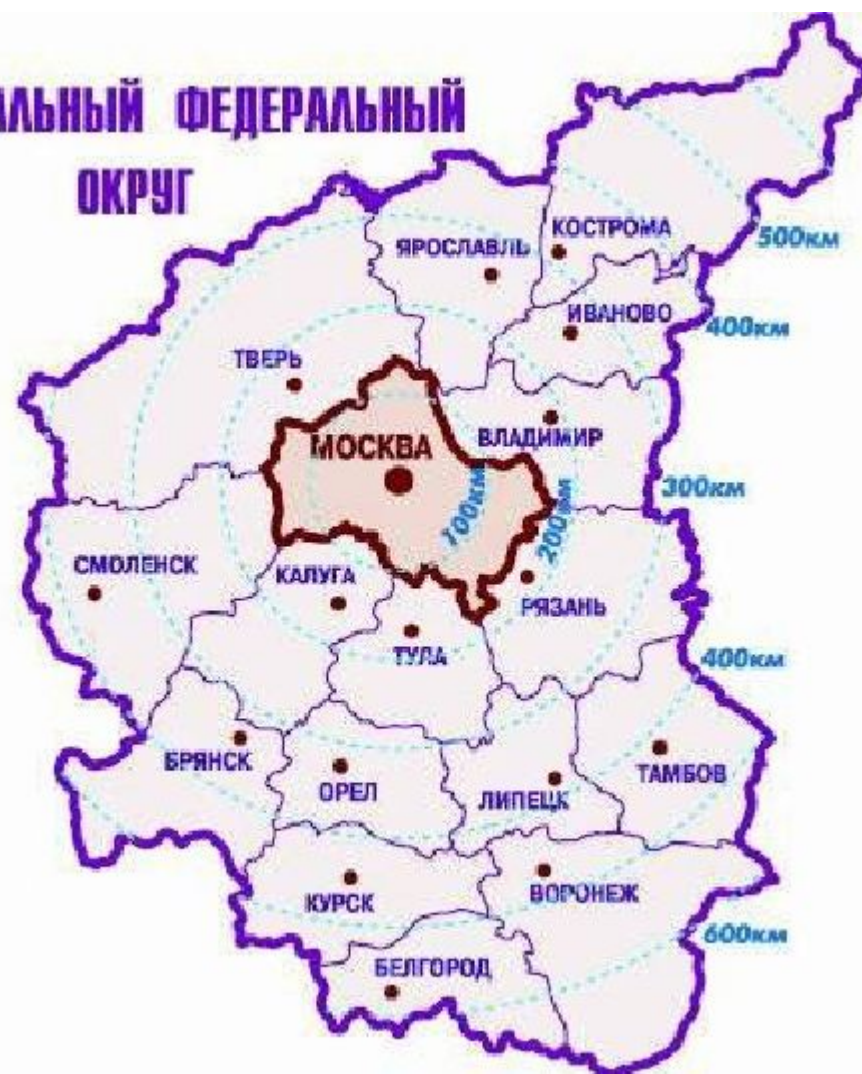 АЛЬНЫЙ ФЕДЕРАЛЬНЫЙ
ОКРУГ
КОСТРОМА
500км
ЯРОСЛАВЛЬ
ИВАНОВО
400км
ТВЕРЬ
ВЛАДИМИР
МОСКВА
300км
100км
200км
СМОЛЕНСК
КАЛУГА
РЯЗАНЬ
ТУЛА
400км
БРЯНСК
ОРЕЛ
ЛИПЕЦК
ТАМБОВ
КУРСК
ВОРОНЕЖ
600км
БЕЛГОРОД